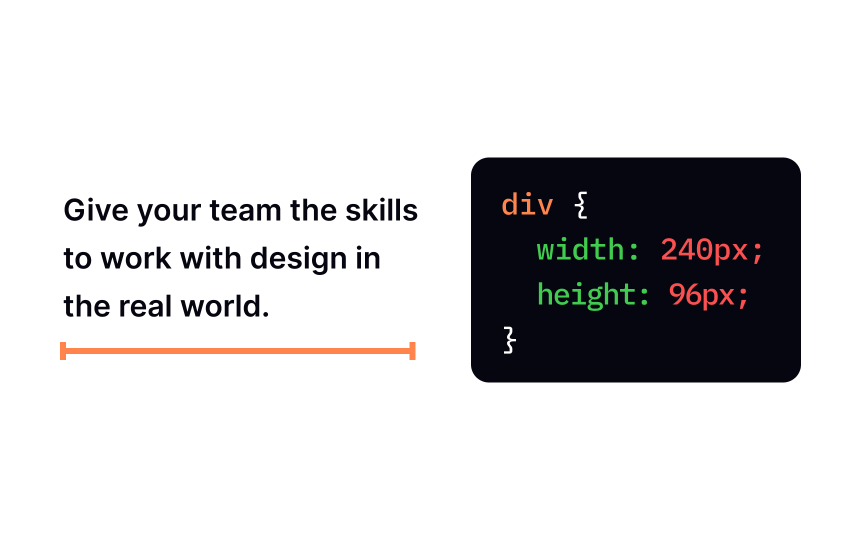 Give your team the skills
to work with design in
the real world.
div {
width: 240px;
height: 96px;
}